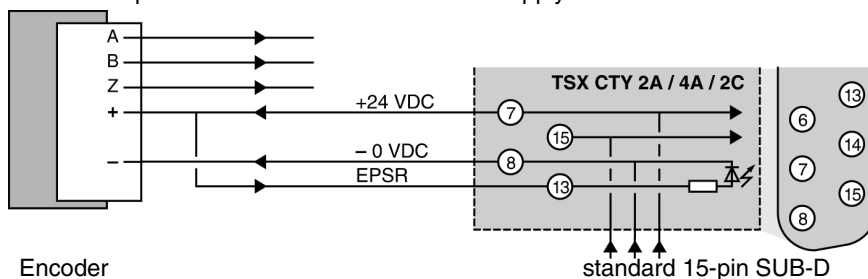 A
B
Z
+
+24 VDC
–
– 0 VDC
EPSR
TSX CTY 2A / 4A / 2C
7
15
8
13
13
6
14
7
15
8
Encoder
standard 15-pin SUB-D